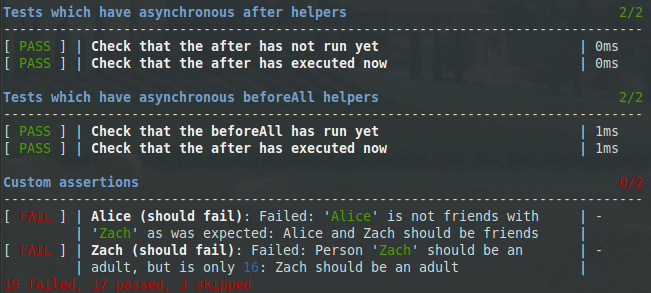 Tests which have asynchronous after helpers 2/2
[ PASS ] | Check that the after has not run yet | 0ms
[ PASS ] | Check that the after has executed now | 0ms
Tests which have asynchronous beforeAll helpers 2/2
[ PASS ] | Check that the beforeAll has run yet | 1ms
[ PASS ] | Check that the after has executed now | 1ms
Custom assertions 0/2
[ FAIL ] | Alice (should fail): Failed: 'Alice' is not friends with | -
| 'Zach' as was expected: Alice and Zach should be friends |
[ FAIL ] | Zach (should fail): Failed: Person 'Zach' should be an | -
| adult, but is only 16: Zach should be an adult |
19 failed, 17 passed, 3 skipped